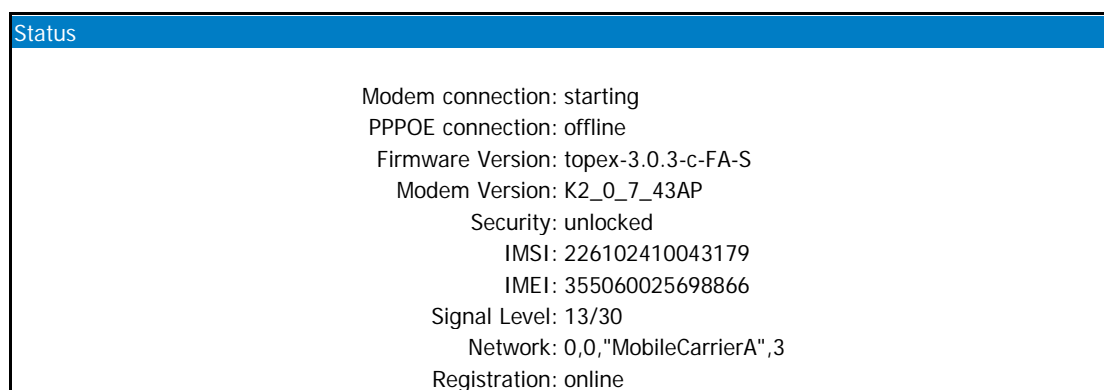 Status
Modem connection: starting
PPPOE connection: offline
Firmware Version: topex-3.0.3-c-FA-S
Modem Version: K2_0_7_43AP
Security: unlocked
IMSI: 226102410043179
IMEI: 355060025698866
Signal Level: 13/30
Network: 0,0,"MobileCarrierA",3
Registration: online